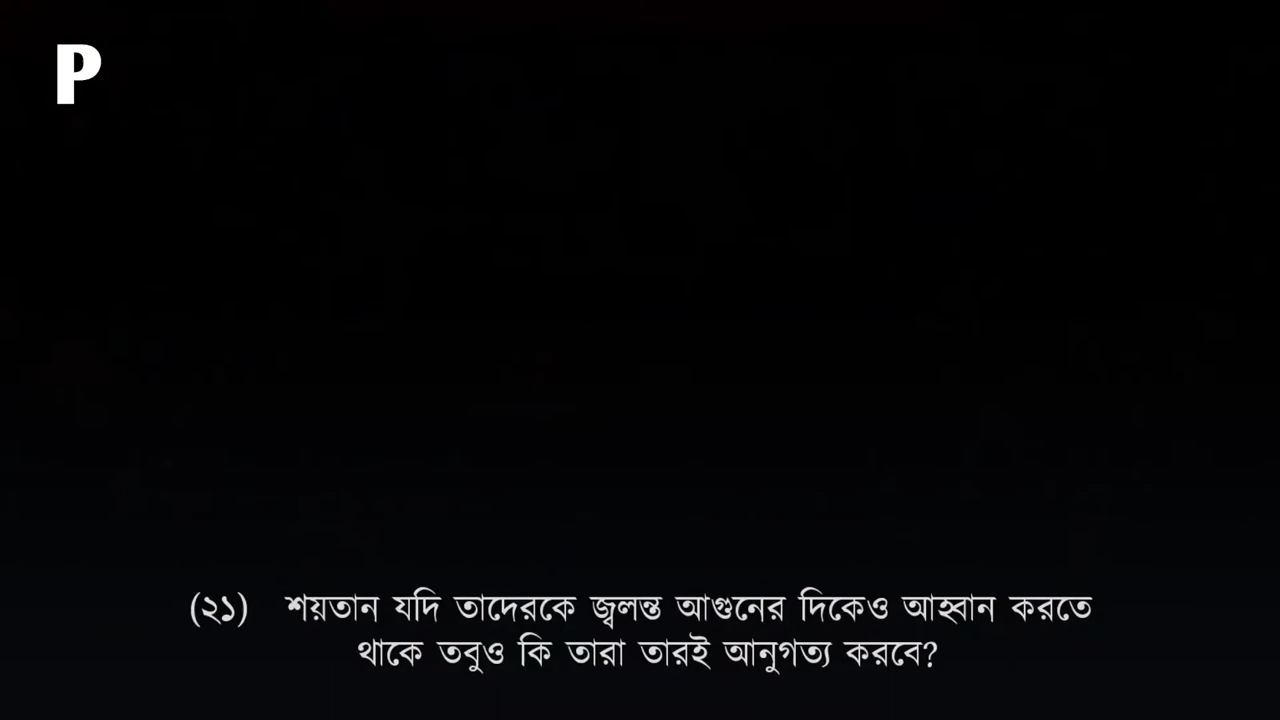 P
(২১) শয়তান যদি তাদেরকে জ্বলন্ত আগুনের দিকেও আহ্বান করতে
থাকে তবুও কি তারা তারই আনুগত্য করবে?